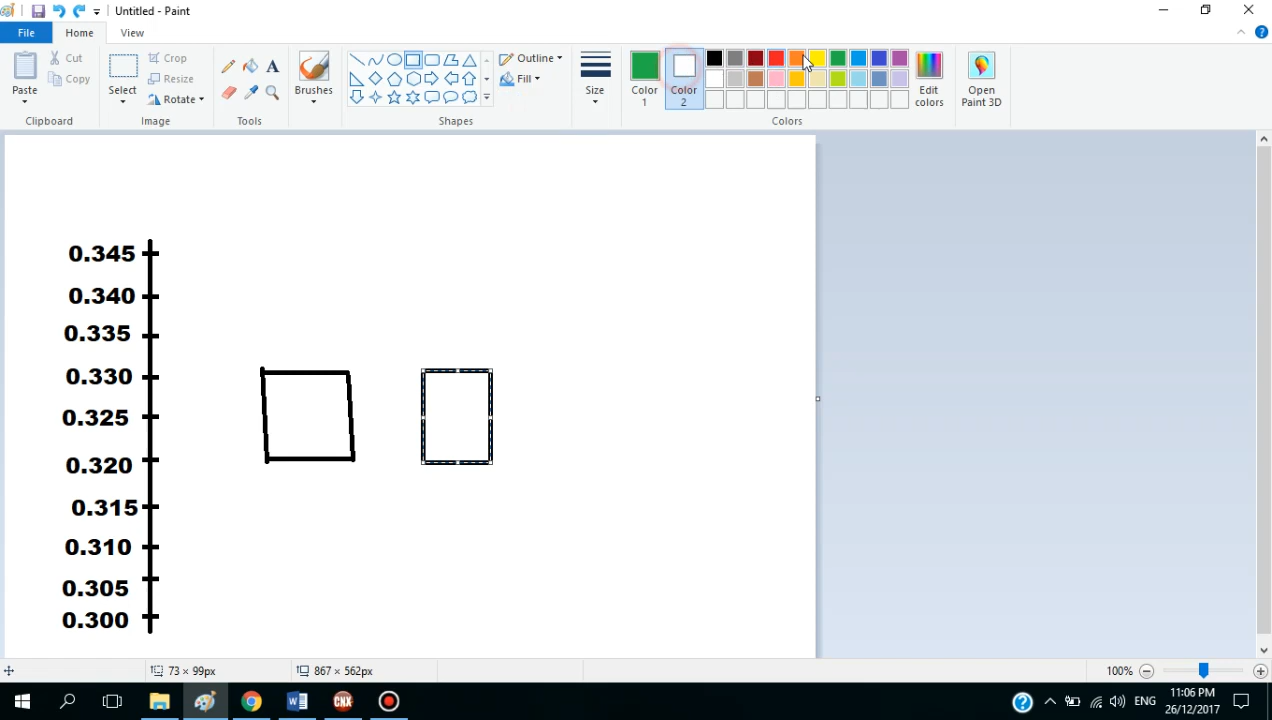 Untitled - Paint
File
Home
View
Paste
Cut
Copy
Clipboard
Select
Crop
Resize
Rotate
Image
A
Tools
Brushes
Outline
Fill
Shapes
Size
Color 1
Color 2
Edit colors
Colors
Open Paint 3D
0.345
0.340
0.335
0.330
0.325
0.320
0.315
0.310
0.305
0.300
73 × 99px
867 × 562px
100%
CNX
ENG
11:06 PM
26/12/2017